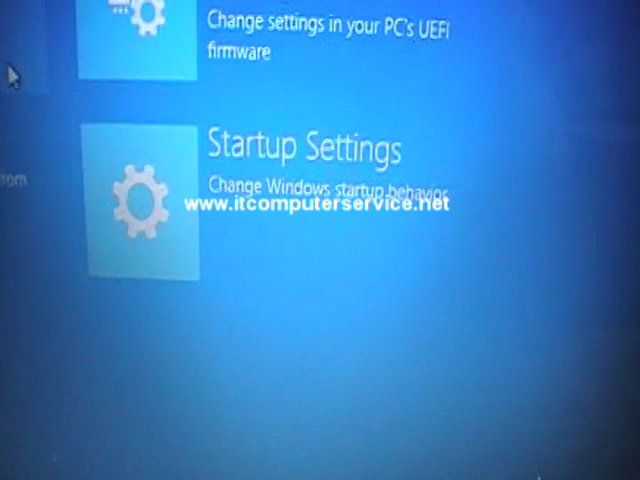 Change settings in your PC's UEFI
firmware
Startup Settings
Change Windows startup behavior
www.itcomputerservice.net